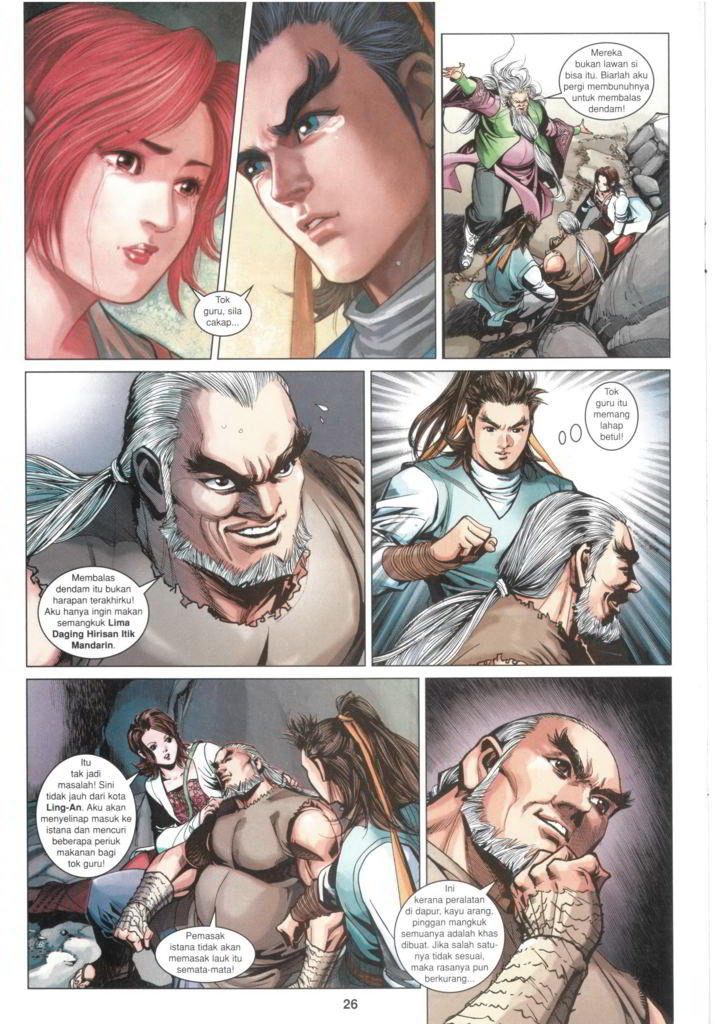 Tok
guru, sila
cakap...
Mereka
bukan lawan si
bisa itu. Biarlah aku
pergi membunuhnya
untuk membalas
dendam!
Membalas
dendam itu bukan
harapan terakhirku!
Aku hanya ingin makan
semangkuk Lima
Daging Hirisan Itik
Mandarin.
Tok
guru itu
memang
lahap
betul!
Itu
tak jadi
masalah! Sini
tidak jauh dari kota
Ling-An. Aku akan
menyelinap masuk ke
istana dan mencuri
beberapa periuk
makanan bagi
tok guru!
Pemasak
istana tidak akan
memasak lauk itu
semata-mata!
Ini
kerana peralatan
di dapur, kayu arang,
pinggan mangkuk
semuanya adalah khas
dibuat. Jika salah satu-
nya tidak sesuai,
maka rasanya pun
berkurang...
26